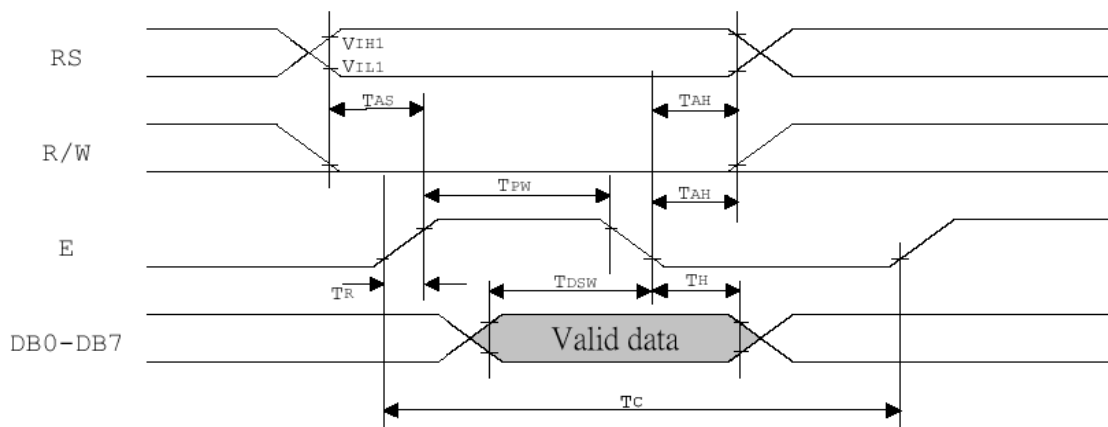 RS
VIH1
VIL1
TAS
TAH
R/W
TPW
TAH
E
TR
TDSW
TH
DB0-DB7
Valid data
TC